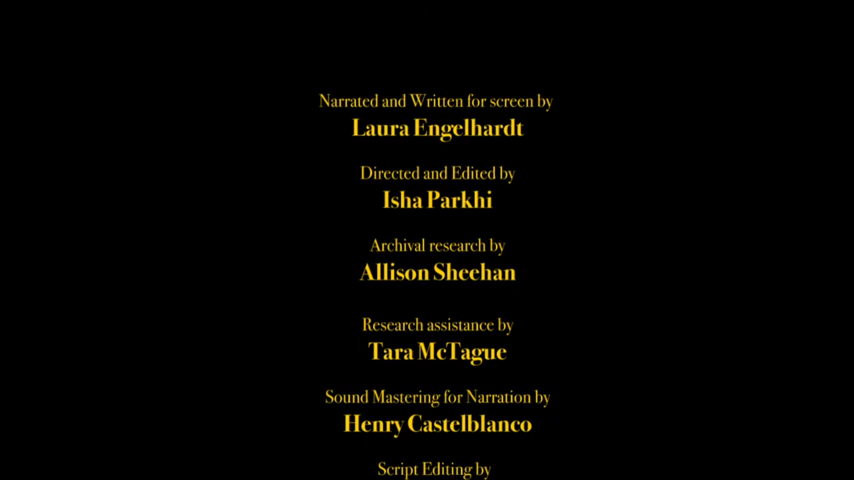 Narrated and Written for screen by
Laura Engelhardt
Directed and Edited by
Isha Parkhi
Archival research by
Allison Sheehan
Research assistance by
Tara McTague
Sound Mastering for Narration by
Henry Castelblanco
Script Editing by